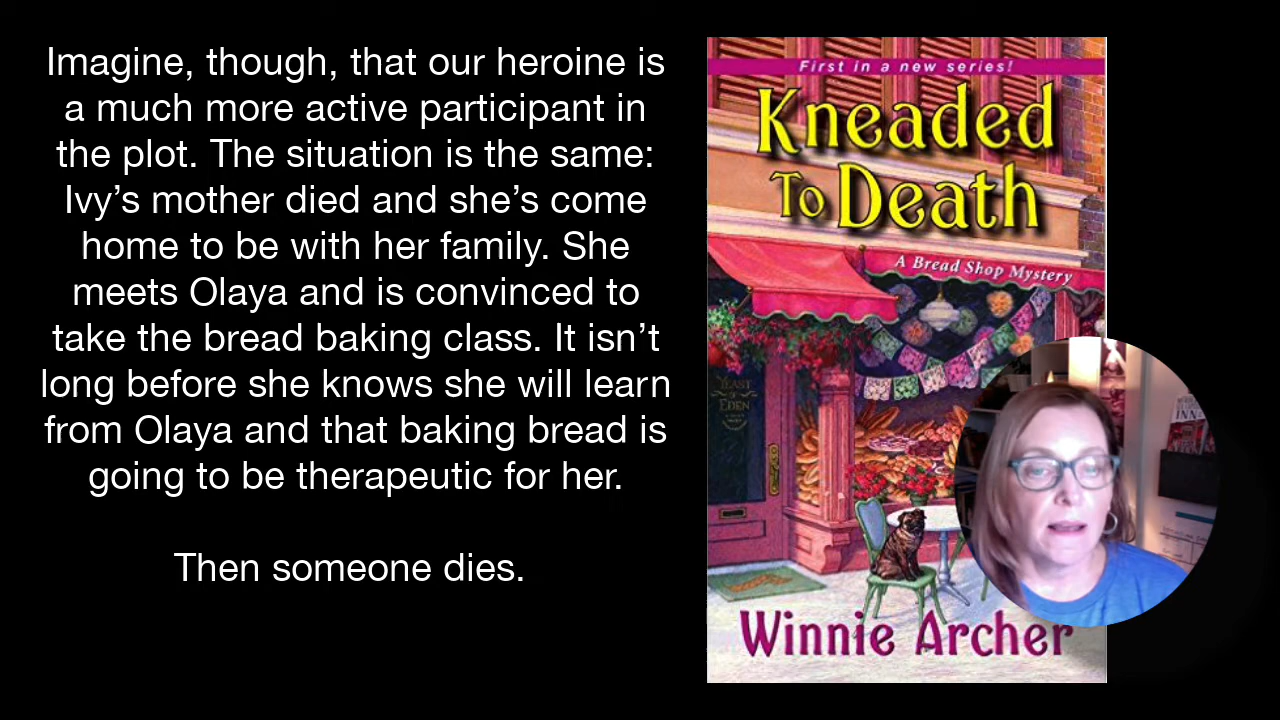 Imagine, though, that our heroine is
a much more active participant in
the plot. The situation is the same:
Ivy’s mother died and she’s come
home to be with her family. She
meets Olaya and is convinced to
take the bread baking class. It isn’t
long before she knows she will learn
from Olaya and that baking bread is
going to be therapeutic for her.
Then someone dies.
First in a new series!
Kneaded
To Death
A Bread Shop Mystery
YEAST
of
EDEN
Winnie Archer